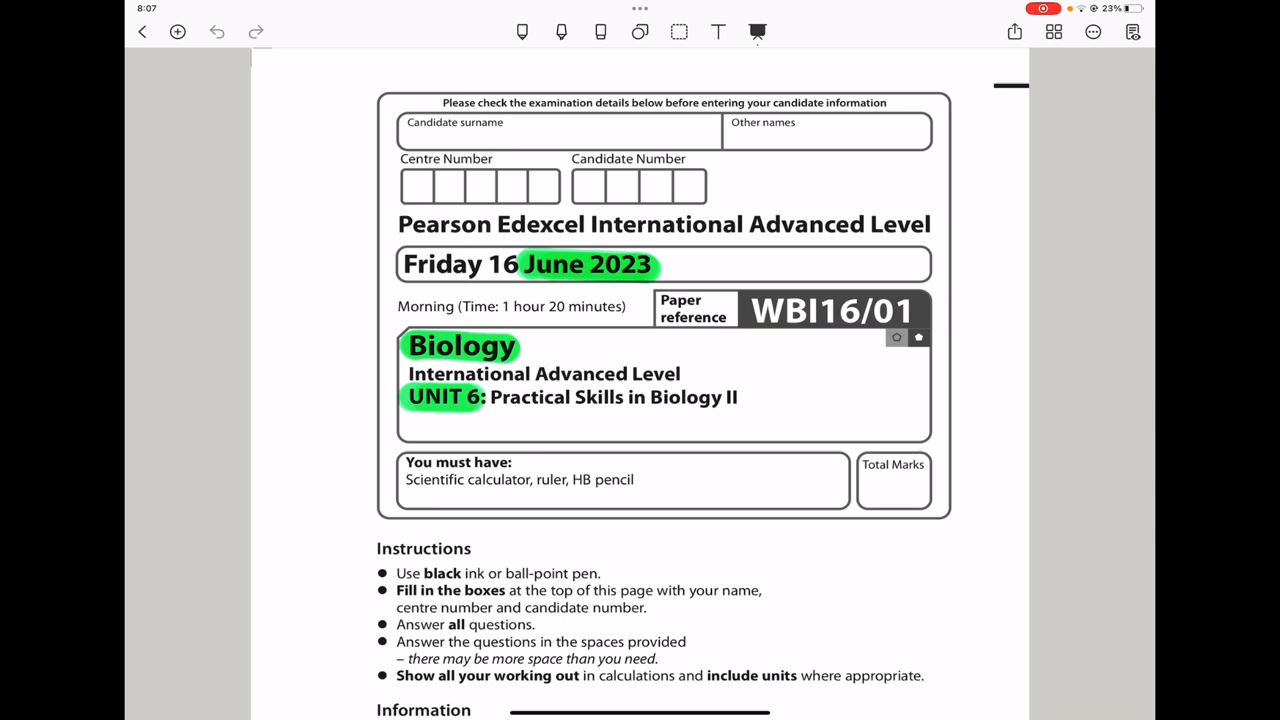 8:07
23%
Please check the examination details below before entering your candidate information
Candidate surname
Other names
Centre Number
Candidate Number
Pearson Edexcel International Advanced Level
Friday 16 June 2023
Morning (Time: 1 hour 20 minutes)
Paper
reference
WBI16/01
Biology
International Advanced Level
UNIT 6: Practical Skills in Biology II
You must have:
Scientific calculator, ruler, HB pencil
Total Marks
Instructions
● Use black ink or ball-point pen.
● Fill in the boxes at the top of this page with your name,
centre number and candidate number.
● Answer all questions.
● Answer the questions in the spaces provided
– there may be more space than you need.
● Show all your working out in calculations and include units where appropriate.
Information